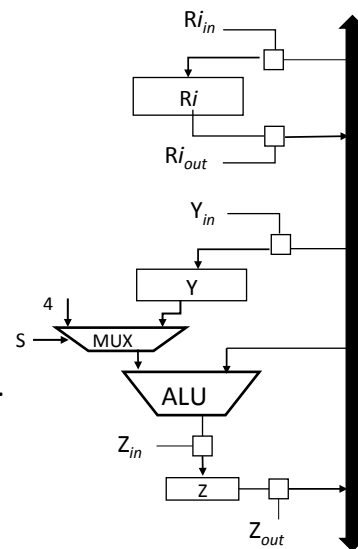 Ri_in
Ri
Ri_out
Y_in
Y
4
S
MUX
ALU
.
Z_in
Z
Z_out